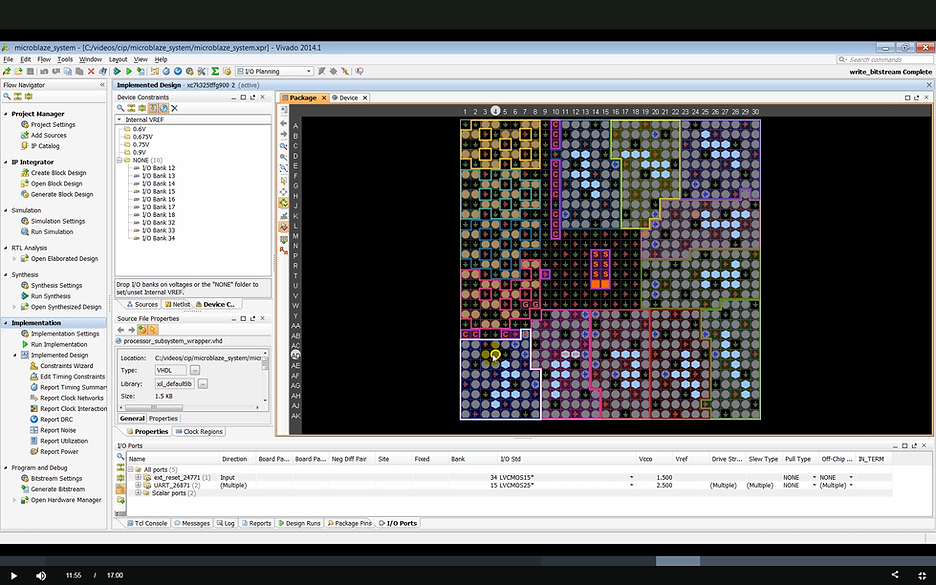 microblaze_system - [C:/videos/cip/microblaze_system/microblaze_system.xpr] - Vivado 2014.1
File Edit Flow Tools Window Layout View Help
Search commands
I/O Planning
write_bitstream Complete
Flow Navigator
Implemented Design - xc7k325tffg900-2 (active)
Project Manager
Project Settings
Add Sources
IP Catalog
IP Integrator
Create Block Design
Open Block Design
Generate Block Design
Simulation
Simulation Settings
Run Simulation
RTL Analysis
Open Elaborated Design
Synthesis
Synthesis Settings
Run Synthesis
Open Synthesized Design
Implementation
Implementation Settings
Run Implementation
Implemented Design
Constraints Wizard
Edit Timing Constraints
Report Timing Summary
Report Clock Networks
Report Clock Interaction
Report DRC
Report Noise
Report Utilization
Report Power
Program and Debug
Bitstream Settings
Generate Bitstream
Open Hardware Manager
Device Constraints
Internal VREF
0.6V
0.675V
0.75V
0.9V
NONE (10)
I/O Bank 12
I/O Bank 13
I/O Bank 14
I/O Bank 15
I/O Bank 16
I/O Bank 17
I/O Bank 18
I/O Bank 32
I/O Bank 33
I/O Bank 34
Drop I/O banks on voltages or the "NONE" folder to
set/unset Internal VREF.
Sources Netlist Device C...
Source File Properties
processor_subsystem_wrapper.vhd
Location: C:/videos/cip/microblaze_system/micr
Type: VHDL ...
Library: xil_defaultlib ...
Size: 1.5 KB
General Properties
Properties Clock Regions
Package Device
1 2 3 4 5 6 7 8 9 10 11 12 13 14 15 16 17 18 19 20 21 22 23 24 25 26 27 28 29 30
A
B
C
D
E
F
G
H
J
K
L
M
N
P
R
T
U
V
W
Y
AA
AB
AC
AD
AE
AF
AG
AH
AJ
AK
I/O Ports
Name Direction Board Pa... Board Pa... Neg Diff Pair Site Fixed Bank I/O Std Vcco Vref Drive Stre... Slew Type Pull Type Off-Chip ... IN_TERM
All ports (5)
ext_reset_24771 (1) Input 34 LVCMOS15* 1.500 NONE NONE
UART_26871 (2) (Multiple) 15 LVCMOS25* 2.500 (Multiple) (Multiple) NONE (Multiple)
Scalar ports (2)
Tcl Console Messages Log Reports Design Runs Package Pins I/O Ports
11:55 / 17:00